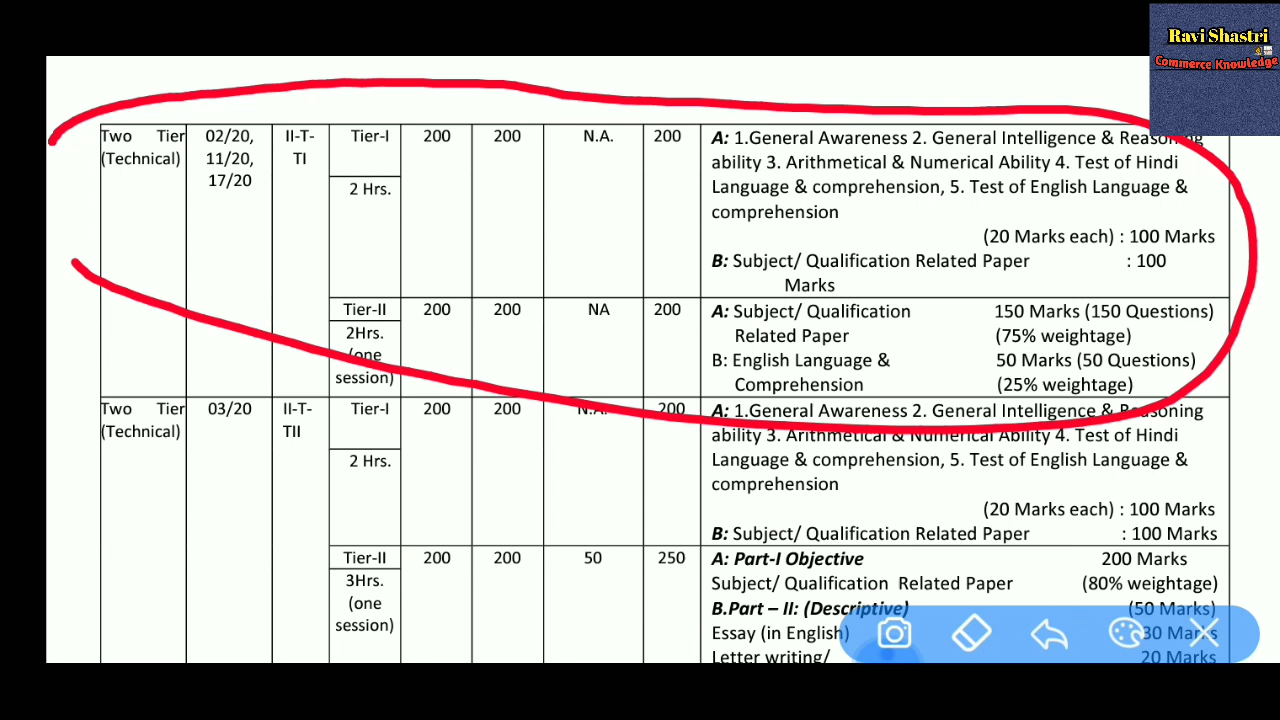 Ravi Shastri
Commerce Knowledge
Two Tier (Technical) 02/20, 11/20, 17/20 II-T-TI Tier-I 200 200 N.A. 200
2 Hrs.
A: 1.General Awareness 2. General Intelligence & Reasoning
ability 3. Arithmetical & Numerical Ability 4. Test of Hindi
Language & comprehension, 5. Test of English Language &
comprehension
(20 Marks each) : 100 Marks
B: Subject/ Qualification Related Paper : 100
Marks
Tier-II 200 200 NA 200
2Hrs.
(one
session)
A: Subject/ Qualification 150 Marks (150 Questions)
Related Paper (75% weightage)
B: English Language & 50 Marks (50 Questions)
Comprehension (25% weightage)
Two Tier (Technical) 03/20 II-T-TII Tier-I 200 200 N.A. 200
2 Hrs.
A: 1.General Awareness 2. General Intelligence & Reasoning
ability 3. Arithmetical & Numerical Ability 4. Test of Hindi
Language & comprehension, 5. Test of English Language &
comprehension
(20 Marks each) : 100 Marks
B: Subject/ Qualification Related Paper : 100 Marks
Tier-II 200 200 50 250
3Hrs.
(one
session)
A: Part-I Objective 200 Marks
Subject/ Qualification Related Paper (80% weightage)
B.Part – II: (Descriptive) (50 Marks)
Essay (in English) 30 Marks
Letter writing/ 20 Marks